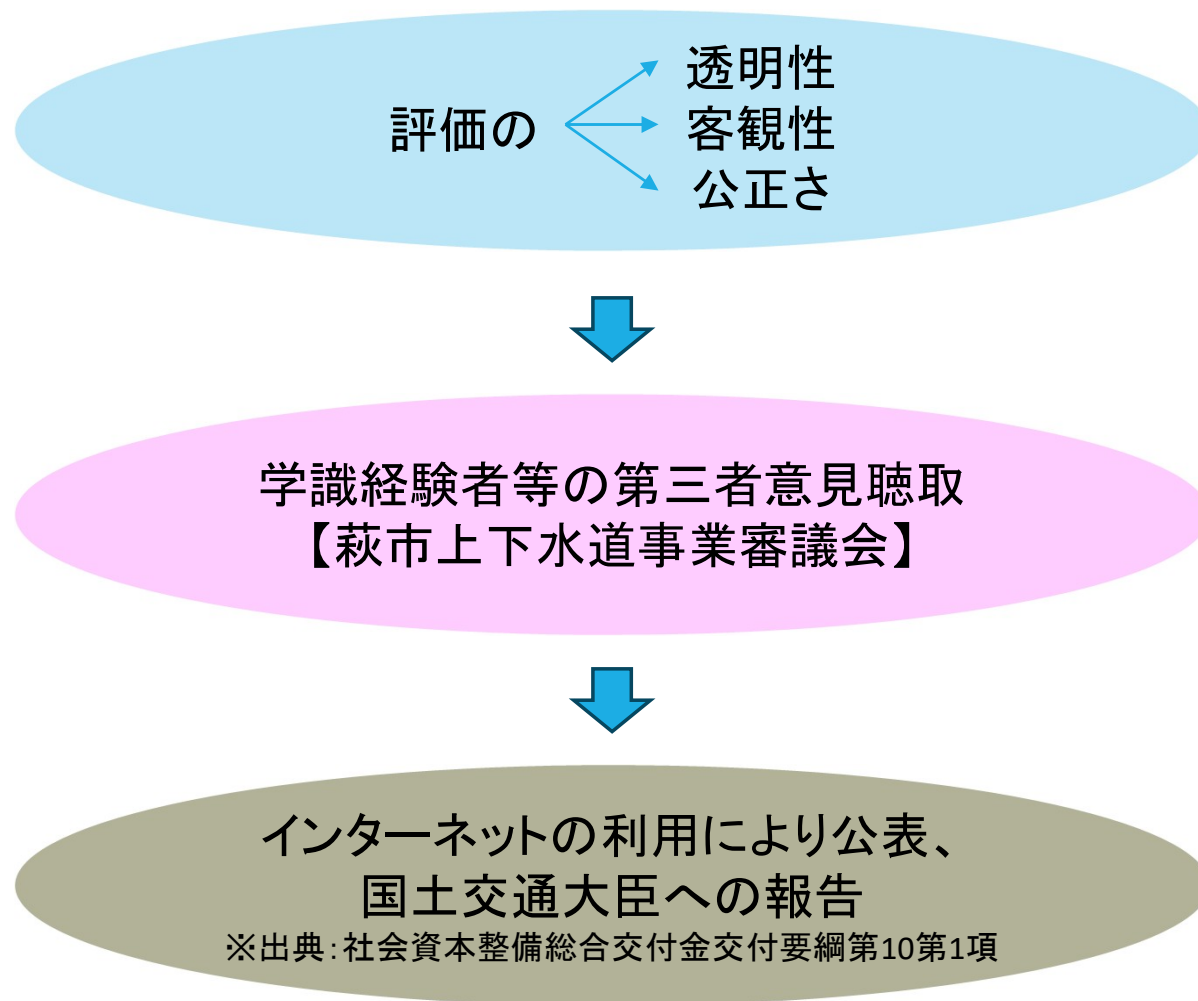 透明性
評価の
客観性
公正さ
学識経験者等の第三者意見聴取
【萩市上下水道事業審議会】
インターネットの利用により公表、
国土交通大臣への報告
※出典：社会資本整備総合交付金交付要綱第10第1項